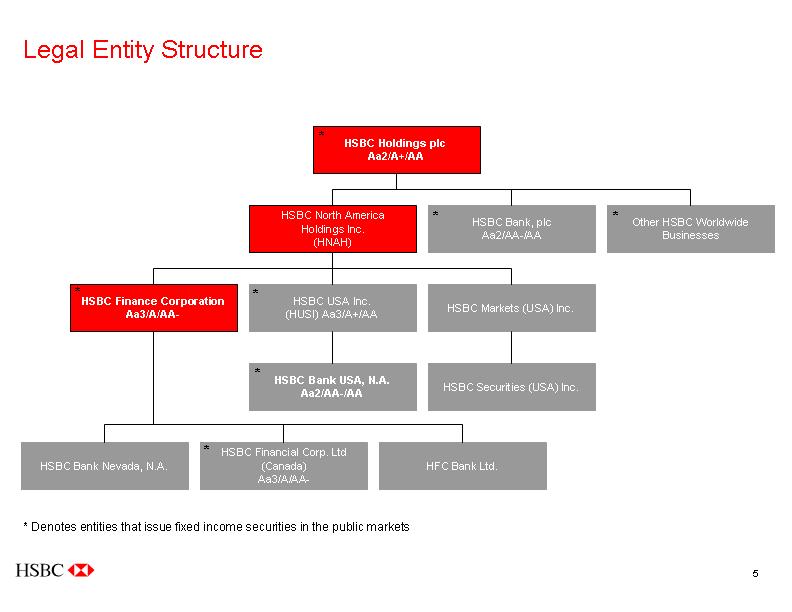 Legal Entity Structure
*
HSBC Holdings plc
Aa2/A+/AA
HSBC North America
Holdings Inc.
(HNAH)
*
HSBC Bank, plc
Aa2/AA-/AA
*
Other HSBC Worldwide
Businesses
*
HSBC Finance Corporation
Aa3/A/AA-
*
HSBC USA Inc.
(HUSI) Aa3/A+/AA
HSBC Markets (USA) Inc.
*
HSBC Bank USA, N.A.
Aa2/AA-/AA
HSBC Securities (USA) Inc.
HSBC Bank Nevada, N.A.
*
HSBC Financial Corp. Ltd
(Canada)
Aa3/A/AA-
HFC Bank Ltd.
* Denotes entities that issue fixed income securities in the public markets
HSBC
5